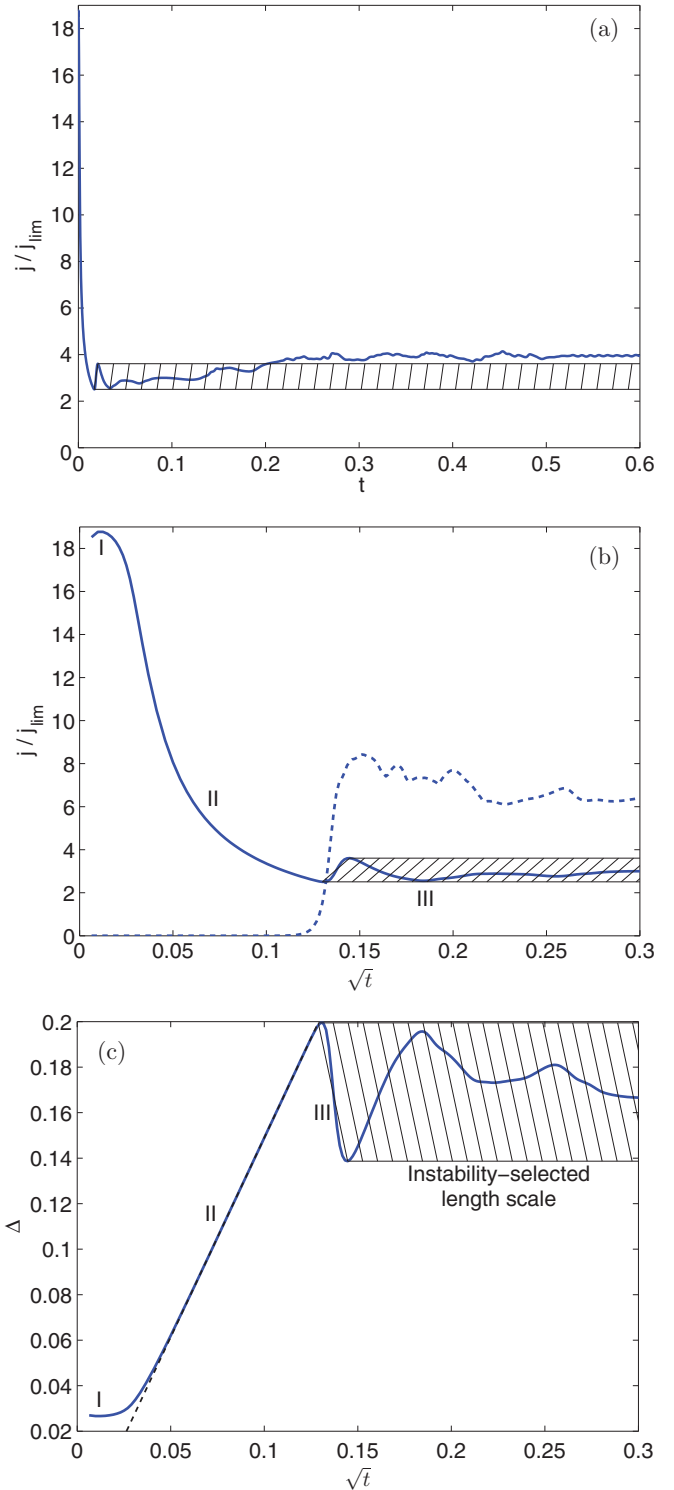 (a)
18
16
14
12
10
8
6
4
2
0
j / j_lim
0 0.1 0.2 0.3 0.4 0.5 0.6
t
(b)
18
16
14
12
10
8
6
4
2
0
j / j_lim
I
II
III
0 0.05 0.1 0.15 0.2 0.25 0.3
√t
(c)
0.2
0.18
0.16
0.14
0.12
0.1
0.08
0.06
0.04
0.02
Δ
I
II
III
Instability–selected
length scale
0 0.05 0.1 0.15 0.2 0.25 0.3
√t